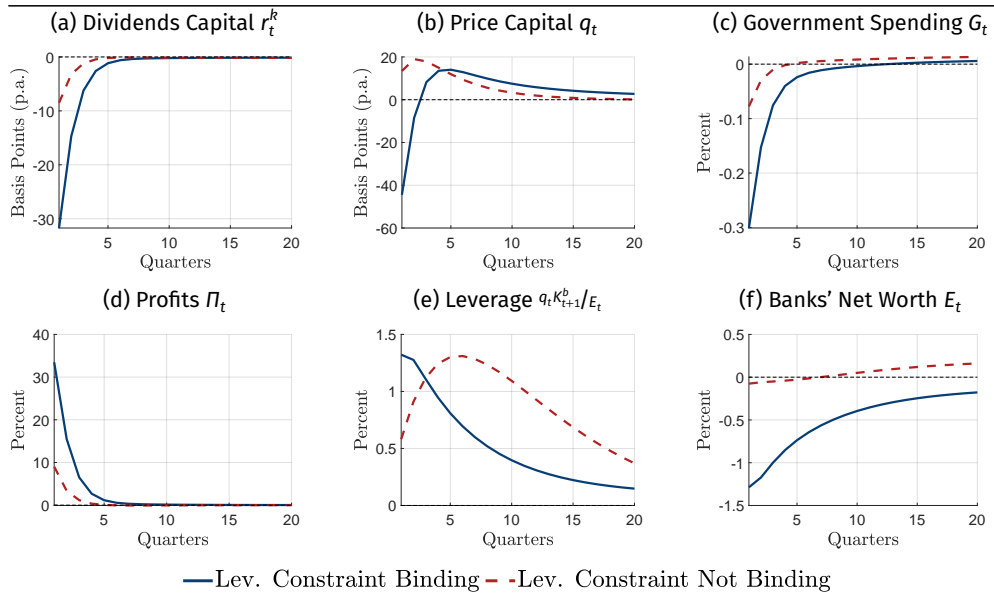 (a) Dividends Capital r_t^k
(b) Price Capital q_t
(c) Government Spending G_t
Basis Points (p.a.)
0
-10
-20
-30
5 10 15 20
Quarters
Basis Points (p.a.)
20
0
-20
-40
-60
5 10 15 20
Quarters
Percent
0
-0.1
-0.2
-0.3
5 10 15 20
Quarters
(d) Profits Π_t
(e) Leverage q_t K_{t+1}^b/E_t
(f) Banks’ Net Worth E_t
Percent
40
30
20
10
0
5 10 15 20
Quarters
Percent
1.5
1
0.5
0
5 10 15 20
Quarters
Percent
0.5
0
-0.5
-1
-1.5
5 10 15 20
Quarters
Lev. Constraint Binding Lev. Constraint Not Binding